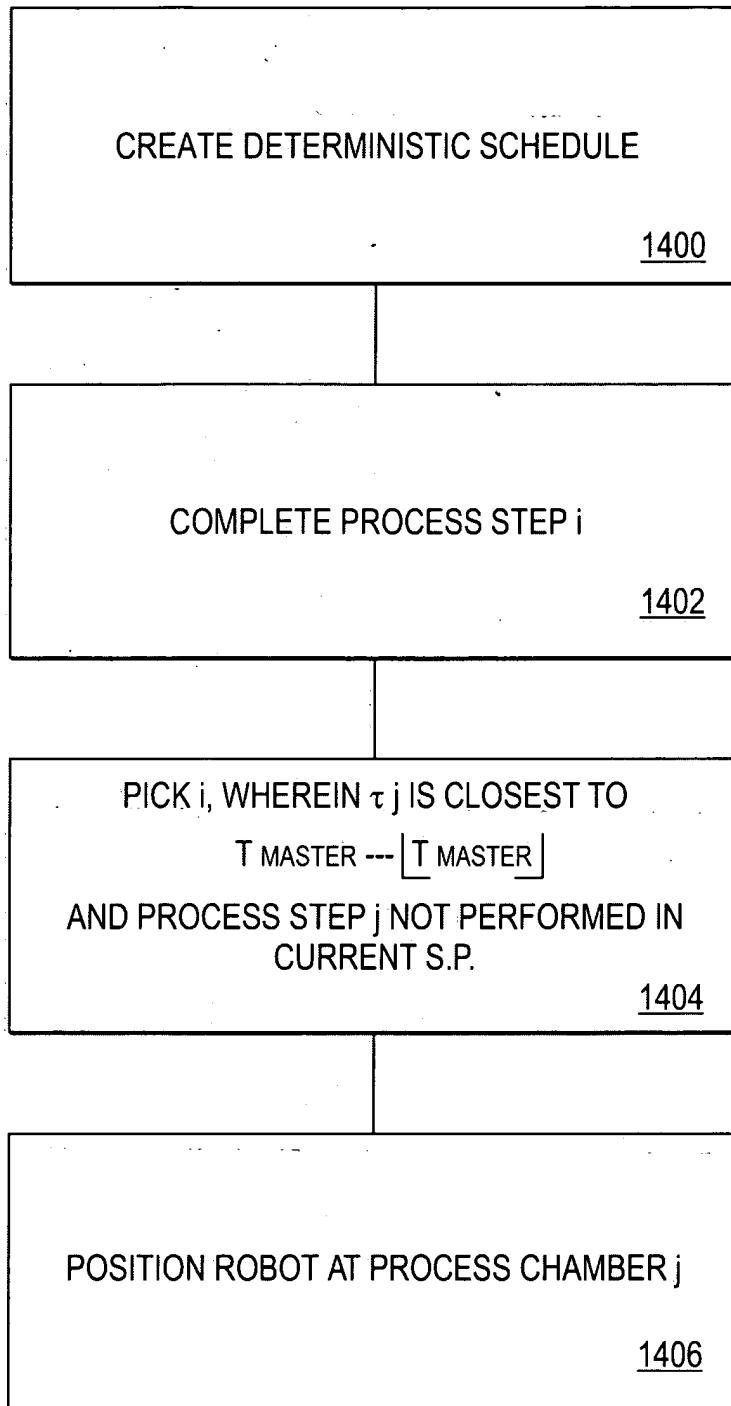 CREATE DETERMINISTIC SCHEDULE
1400
COMPLETE PROCESS STEP i
1402
PICK i, WHEREIN τ j IS CLOSEST TO
T MASTER --- ⌊T MASTER⌋
AND PROCESS STEP j NOT PERFORMED IN
CURRENT S.P.
1404
POSITION ROBOT AT PROCESS CHAMBER j
1406